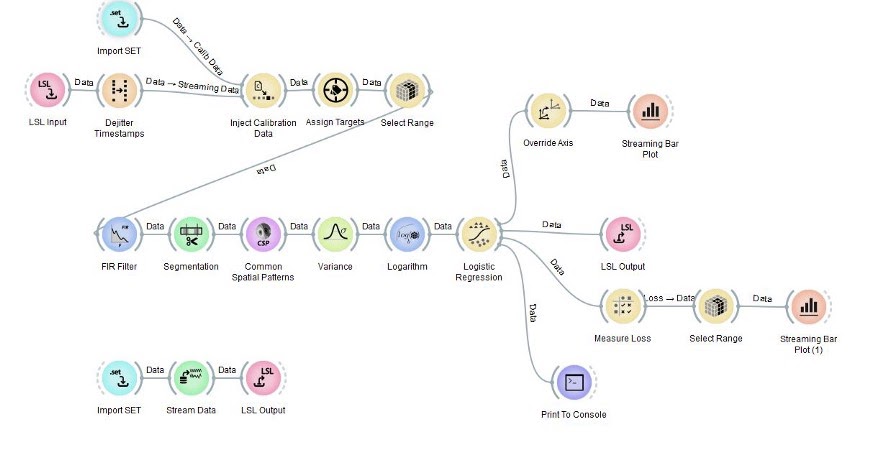 .set
Data → Calib Data
Import SET
LSL
Data
Data → Streaming Data
Data
Data
LSL Input
Dejitter
Timestamps
Inject Calibration
Data
Assign Targets
Select Range
Data
Data
Override Axis
Streaming Bar
Plot
Data
FIR
Data
Data
CSP
Data
Data
Data
Data
LSL
FIR Filter
Segmentation
Common
Spatial Patterns
Variance
Logarithm
Logistic
Regression
LSL Output
Data
Loss → Data
Data
Data
Measure Loss
Select Range
Streaming Bar
Plot (1)
.set
Data
Data
LSL
Import SET
Stream Data
LSL Output
>_
Print To Console